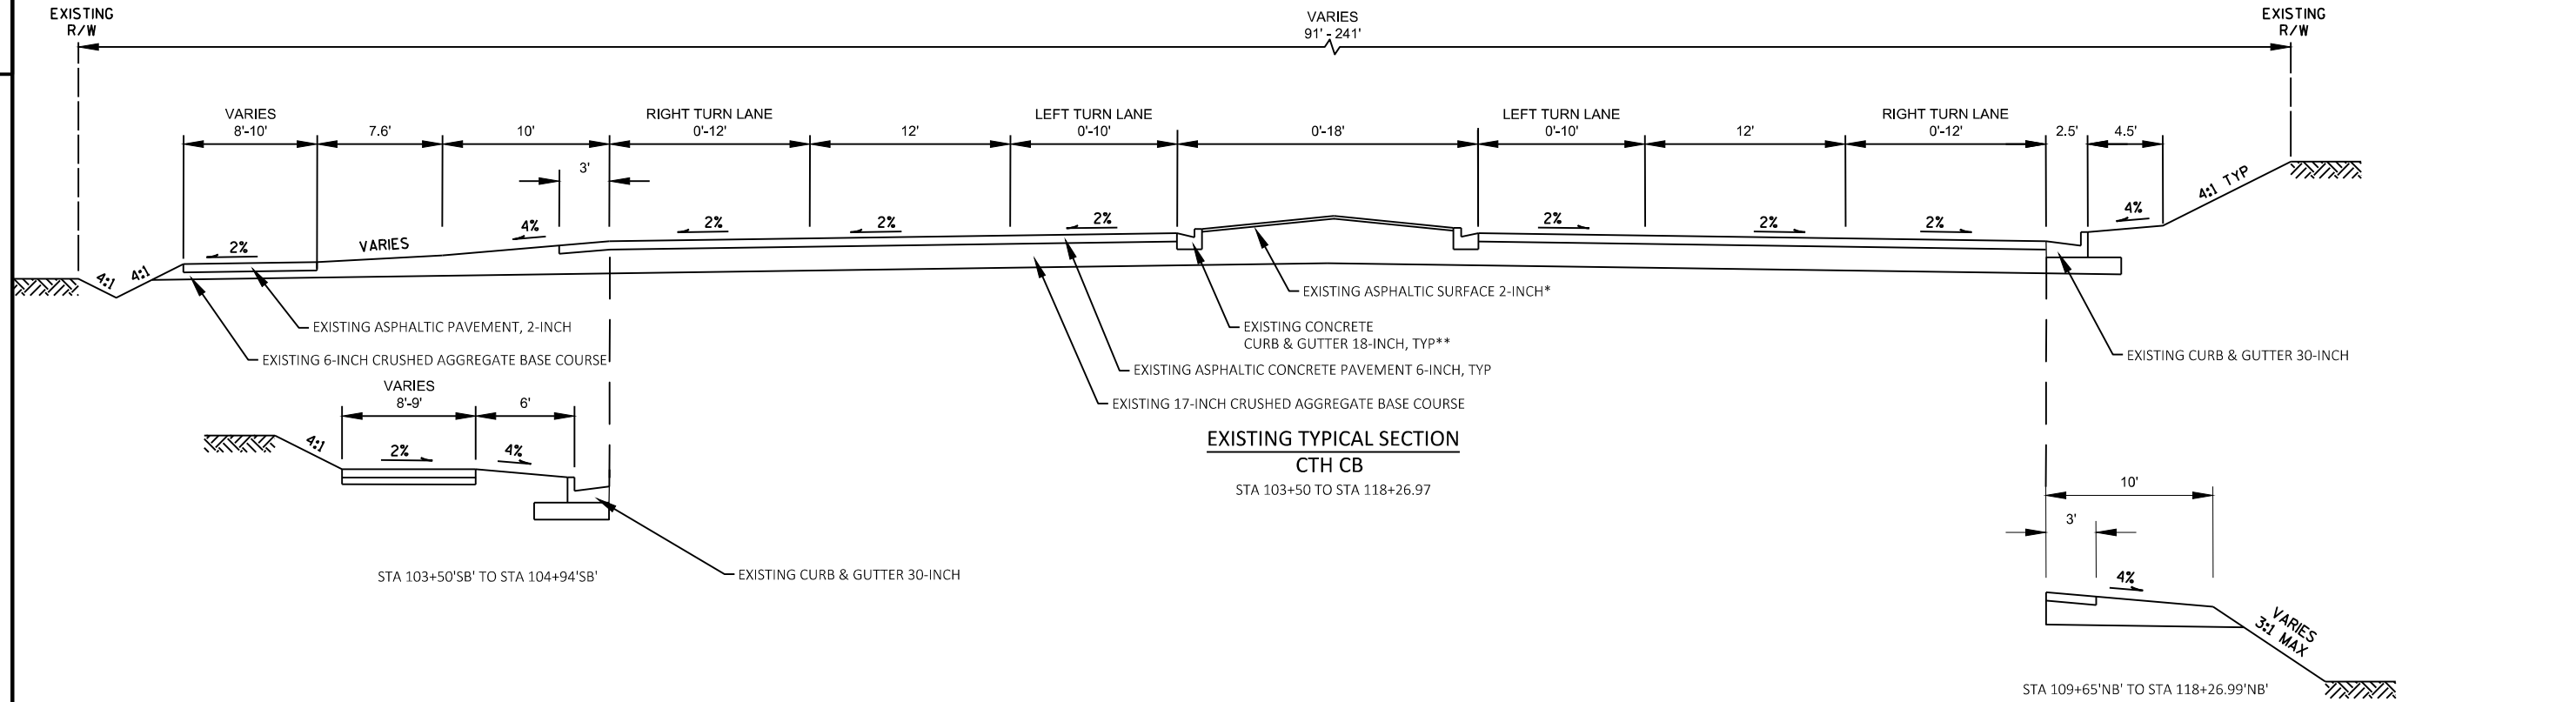 EXISTING
R/W
VARIES
91' - 241'
EXISTING
R/W
VARIES
8'-10'
7.6'
10'
RIGHT TURN LANE
0'-12'
12'
LEFT TURN LANE
0'-10'
0'-18'
LEFT TURN LANE
0'-10'
12'
RIGHT TURN LANE
0'-12'
2.5'
4.5'
3'
4:1
4:1
2%
VARIES
4%
2%
2%
2%
2%
2%
2%
4%
4:1 TYP
EXISTING ASPHALTIC SURFACE 2-INCH*
EXISTING ASPHALTIC PAVEMENT, 2-INCH
EXISTING CONCRETE
CURB & GUTTER 18-INCH, TYP**
EXISTING 6-INCH CRUSHED AGGREGATE BASE COURSE
EXISTING CURB & GUTTER 30-INCH
EXISTING ASPHALTIC CONCRETE PAVEMENT 6-INCH, TYP
EXISTING 17-INCH CRUSHED AGGREGATE BASE COURSE
EXISTING TYPICAL SECTION
CTH CB
STA 103+50 TO STA 118+26.97
VARIES
8'-9'
6'
4:1
2%
4%
STA 103+50'SB' TO STA 104+94'SB'
EXISTING CURB & GUTTER 30-INCH
10'
3'
4%
VARIES
3:1 MAX
STA 109+65'NB' TO STA 118+26.99'NB'